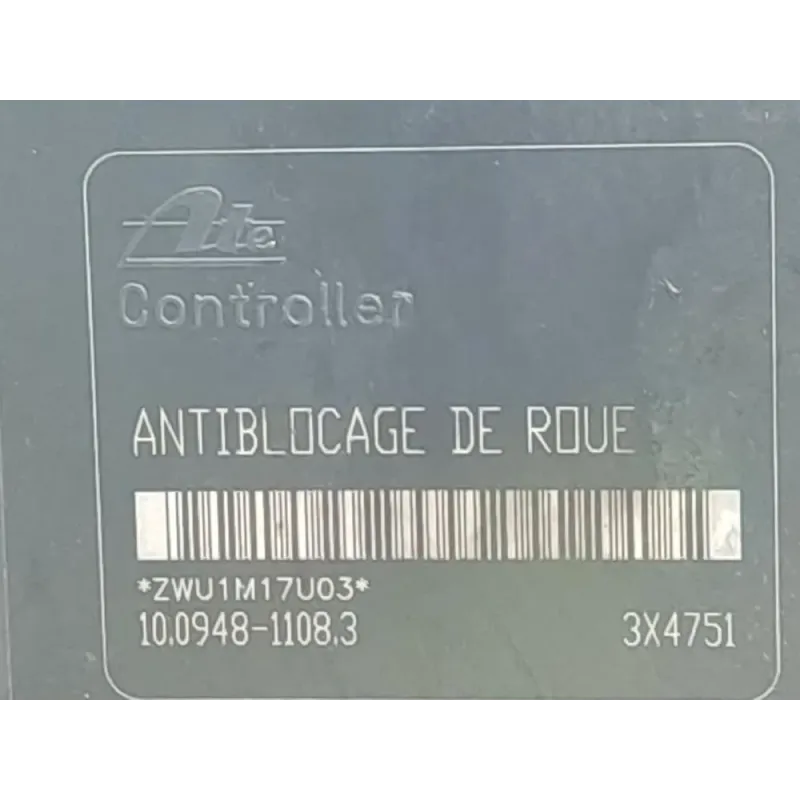 Ate
Controller
ANTIBLOCAGE DE ROUE
*ZWU1M17U03*
10.0948-1108.3 3X4751